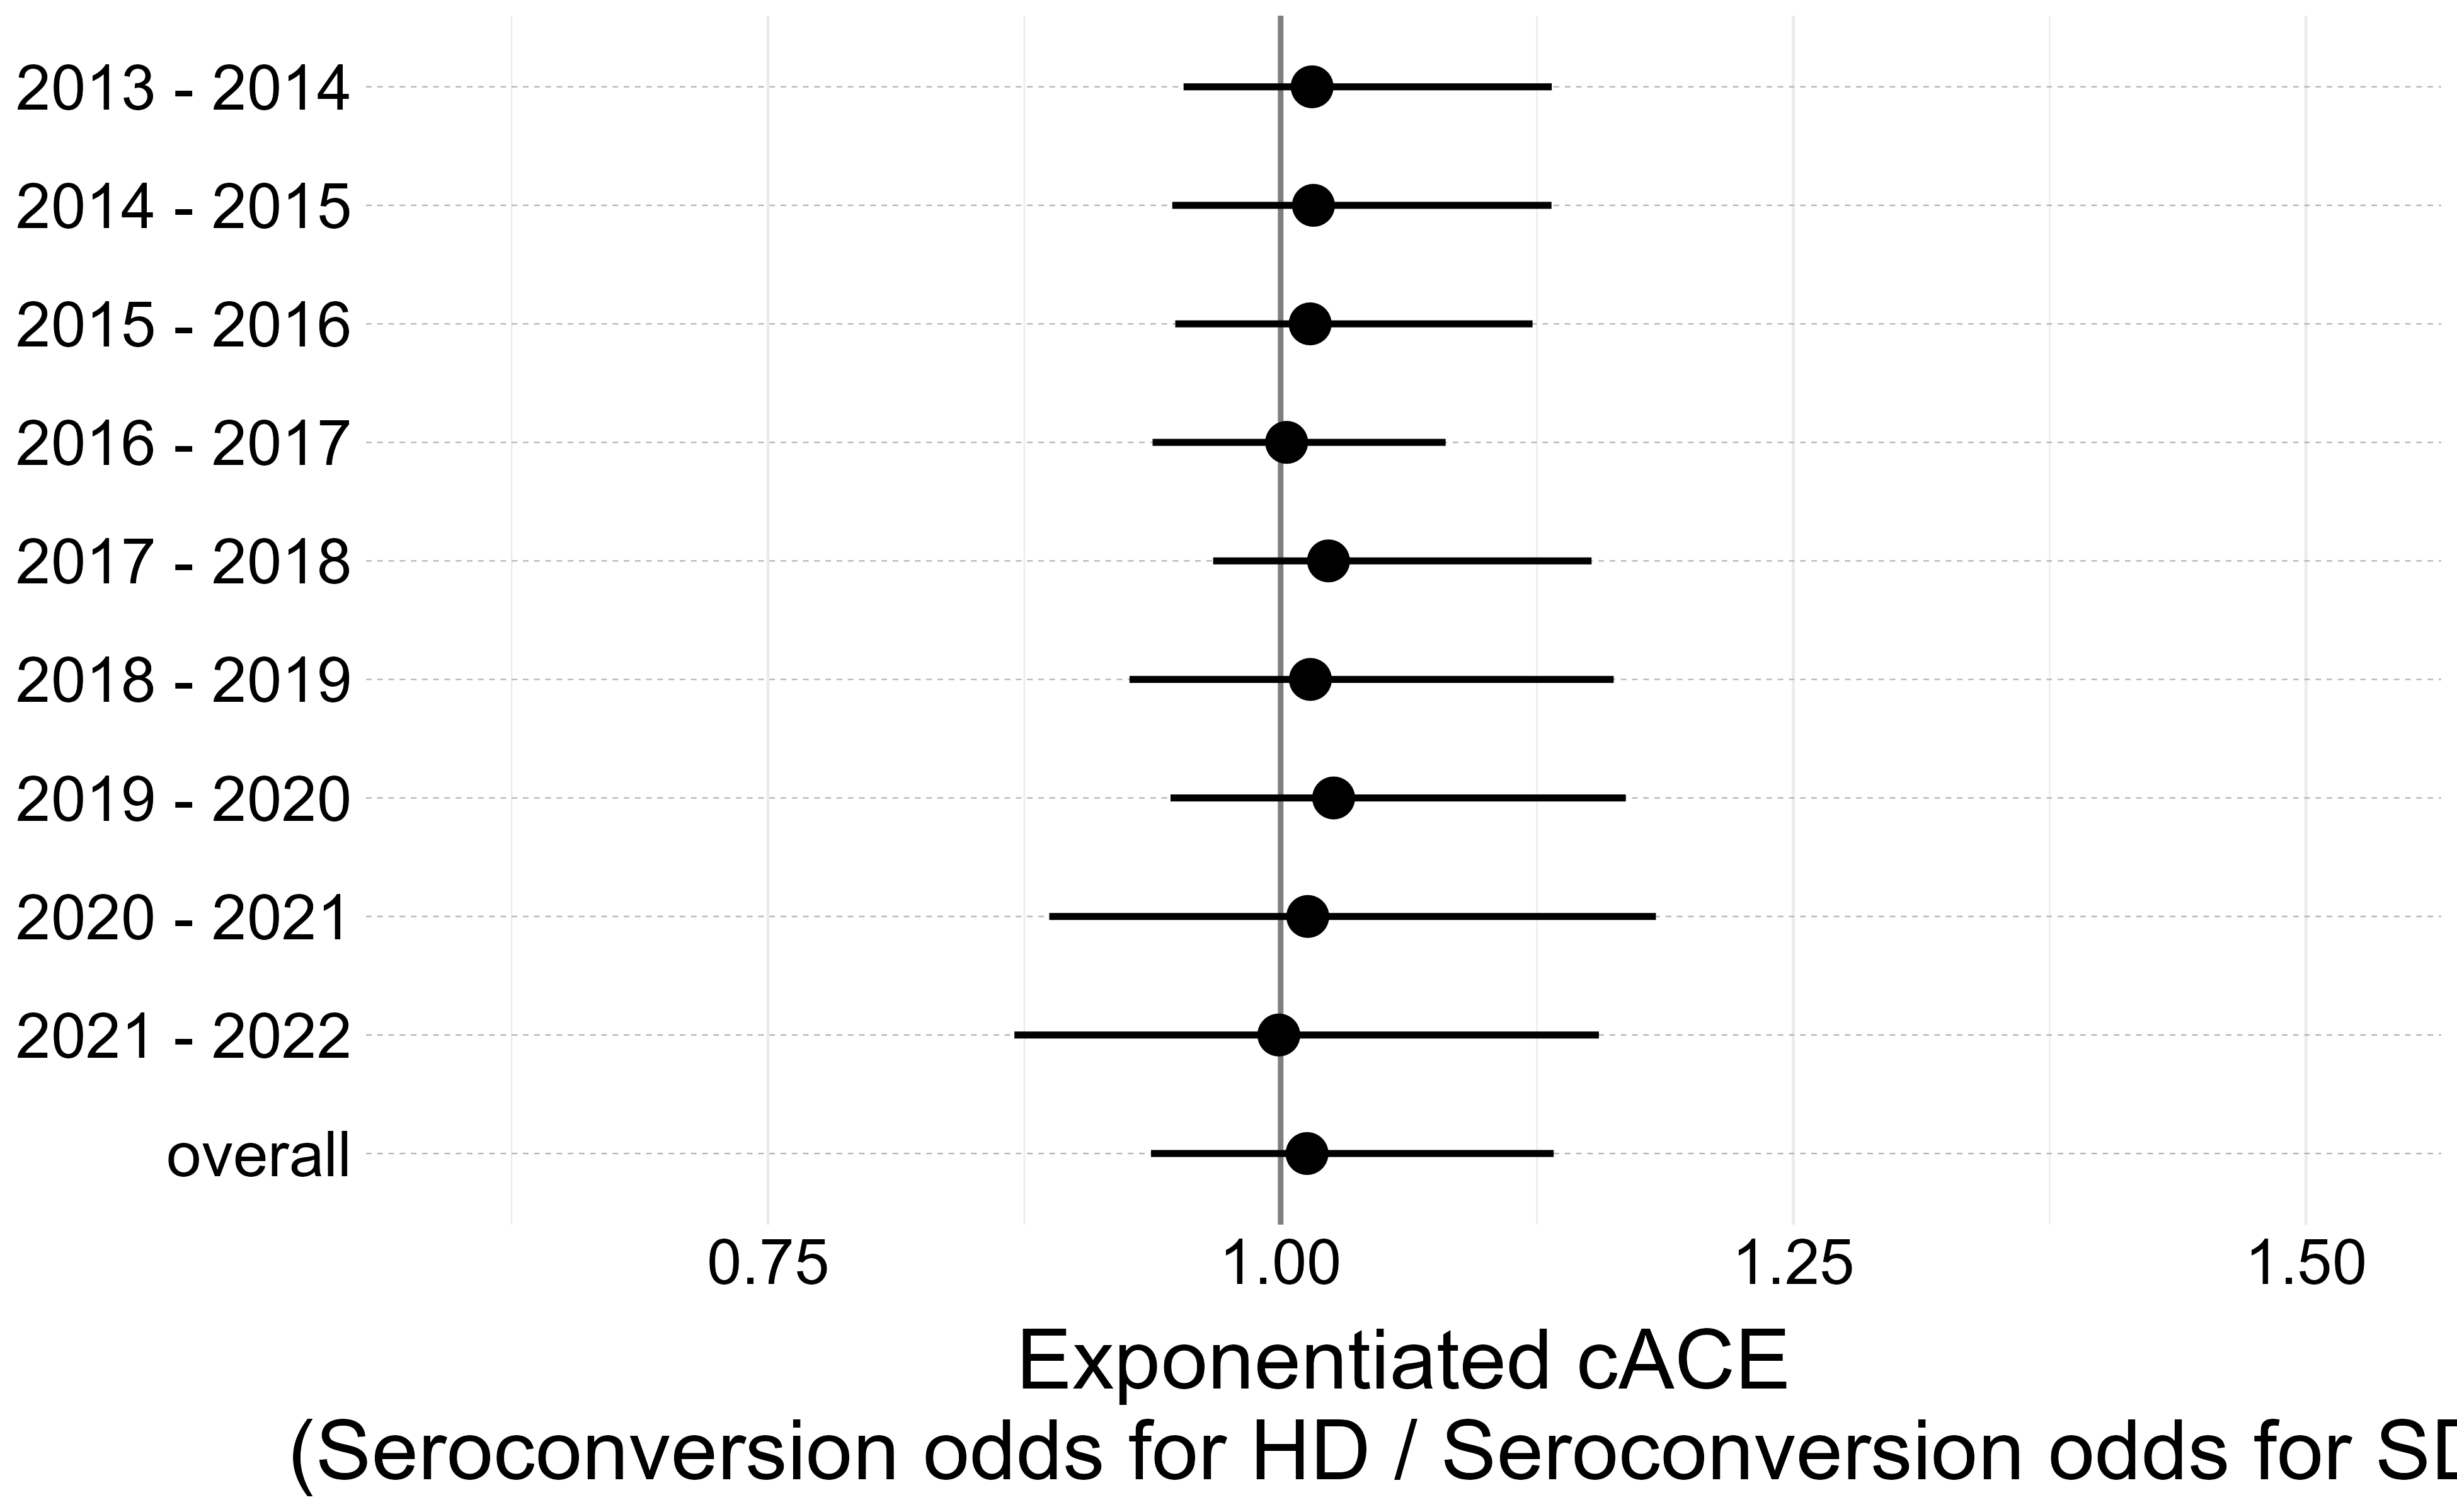 2013 - 2014
2014 - 2015
2015 - 2016
2016 - 2017
2017 - 2018
2018 - 2019
2019 - 2020
2020 - 2021
2021 - 2022
overall
0.75 1.00 1.25 1.50
Exponentiated cACE
(Seroconversion odds for HD / Seroconversion odds for SD